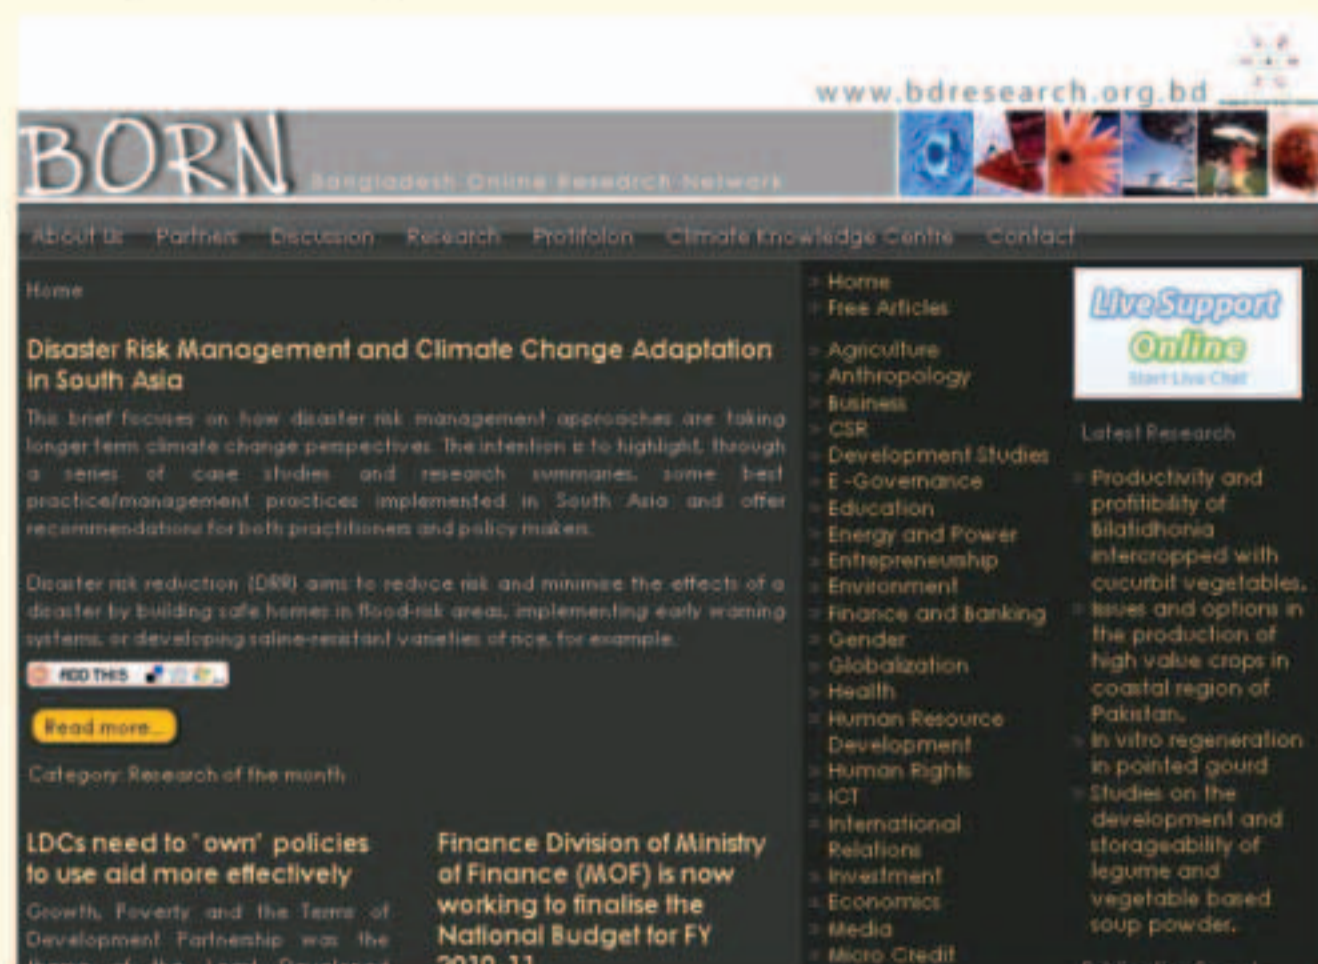 www.bdresearch.org.bd
BORN Bangladesh Online Research Network
About Us Partners Discussion Research Protifolon Climate Knowledge Centre Contact
Home
Disaster Risk Management and Climate Change Adaptation
in South Asia
This brief focuses on how disaster risk management approaches are taking
longer term climate change perspectives. The intention is to highlight, through
a series of case studies and research summaries, some best
practice/management practices implemented in South Asia and offer
recommendations for both practitioners and policy makers.
Disaster risk reduction (DRR) aims to reduce risk and minimise the effects of a
disaster by building safe homes in flood-risk areas, implementing early warning
systems, or developing saline-resistant varieties of rice, for example.
ADD THIS
Read more...
Category: Research of the month
LDCs need to "own" policies
to use aid more effectively
Growth, Poverty and the Terms of
Development Partnership was the
Finance Division of Ministry
of Finance (MOF) is now
working to finalise the
National Budget for FY
2010-11
Home
Free Articles
Agriculture
Anthropology
Business
CSR
Development Studies
E -Governance
Education
Energy and Power
Entrepreneurship
Environment
Finance and Banking
Gender
Globalization
Health
Human Resource
Development
Human Rights
ICT
International
Relations
Investment
Economics
Media
Micro Credit
Live Support
Online
Start Live Chat
Latest Research
Productivity and
profitibility of
Bilatidhonia
intercropped with
cucurbit vegetables.
Issues and options in
the production of
high value crops in
coastal region of
Pakistan.
In vitro regeneration
in pointed gourd
Studies on the
development and
storageability of
legume and
vegetable based
soup powder.